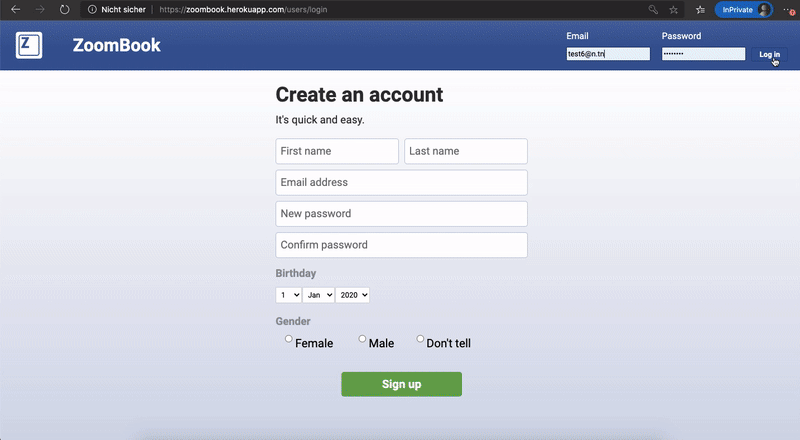 Nicht sicher https://zoombook.herokuapp.com/users/login InPrivate
Z ZoomBook
Email Password
test6@n.tn •••••••• Log in
Create an account
It's quick and easy.
First name Last name
Email address
New password
Confirm password
Birthday
1 Jan 2020
Gender
Female Male Don't tell
Sign up